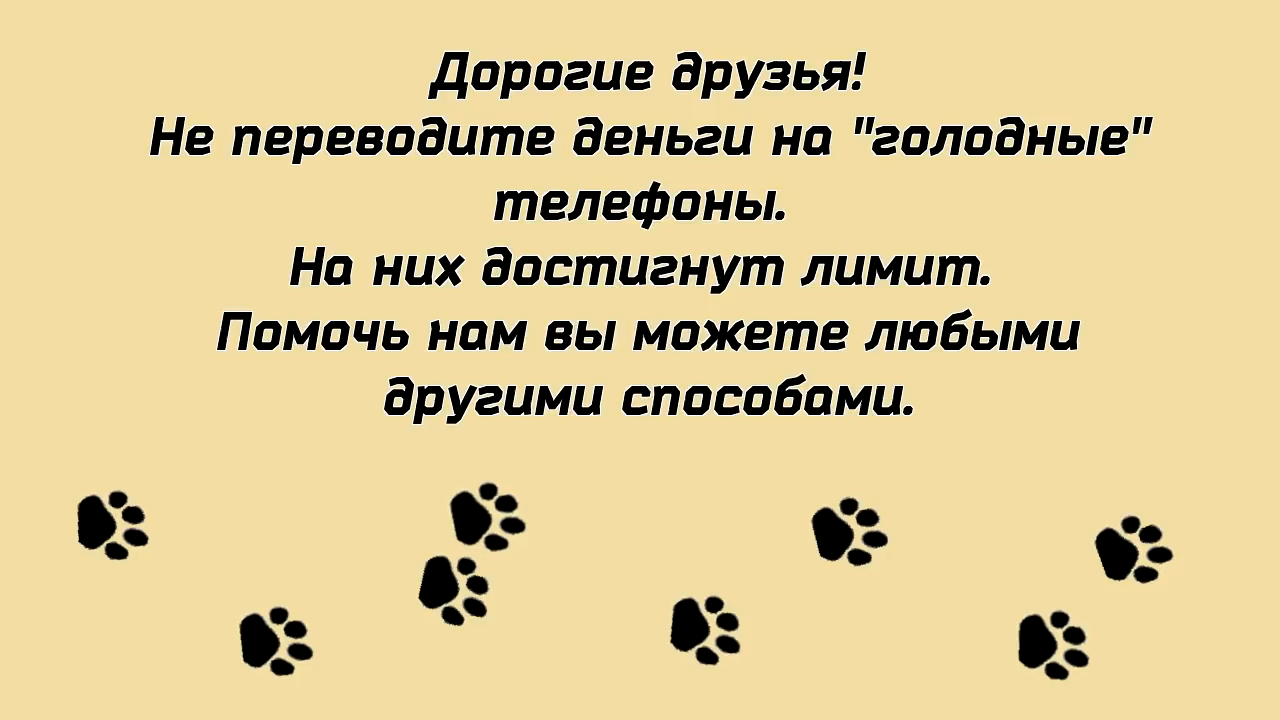 Дорогие друзья!
Не переводите деньги на "голодные"
телефоны.
На них достигнут лимит.
Помочь нам вы можете любыми
другими способами.